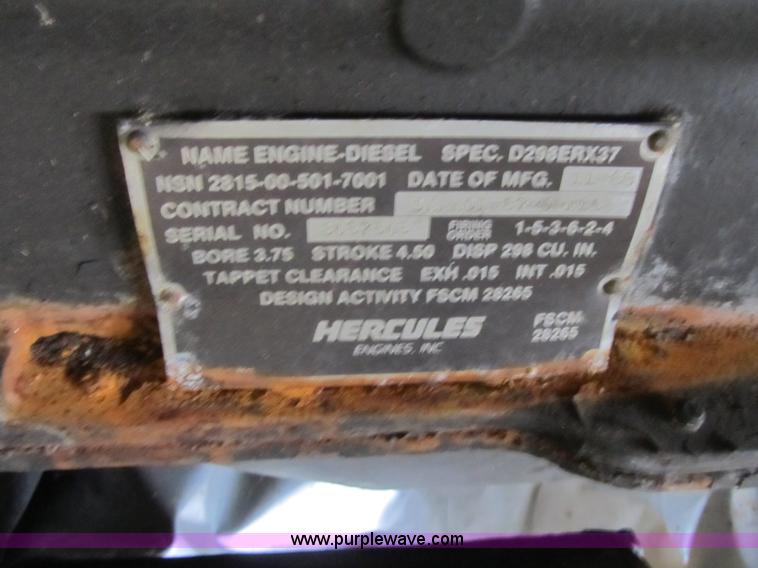 NAME ENGINE-DIESEL SPEC. D298ERX37
NSN 2815-00-501-7001 DATE OF MFG.
CONTRACT NUMBER
SERIAL NO. FIRING ORDER 1-5-3-6-2-4
BORE 3.75 STROKE 4.50 DISP 298 CU. IN.
TAPPET CLEARANCE EXH .015 INT .015
DESIGN ACTIVITY FSCM 28265
HERCULES
ENGINES, INC
FSCM
28265
www.purplewave.com